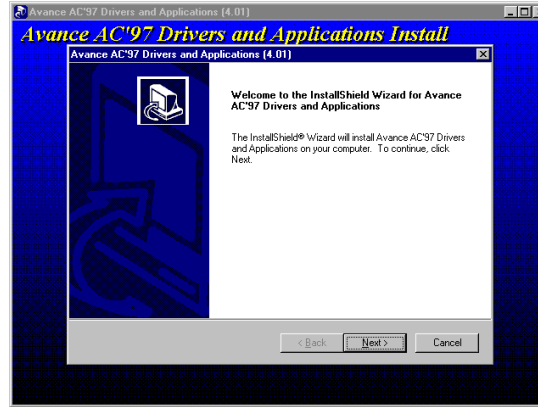 Avance AC'97 Drivers and Applications (4.01)
Avance AC'97 Drivers and Applications Install
Avance AC'97 Drivers and Applications (4.01)
Welcome to the InstallShield Wizard for Avance
AC'97 Drivers and Applications
The InstallShield® Wizard will install Avance AC'97 Drivers
and Applications on your computer. To continue, click
Next.
< Back Next > Cancel